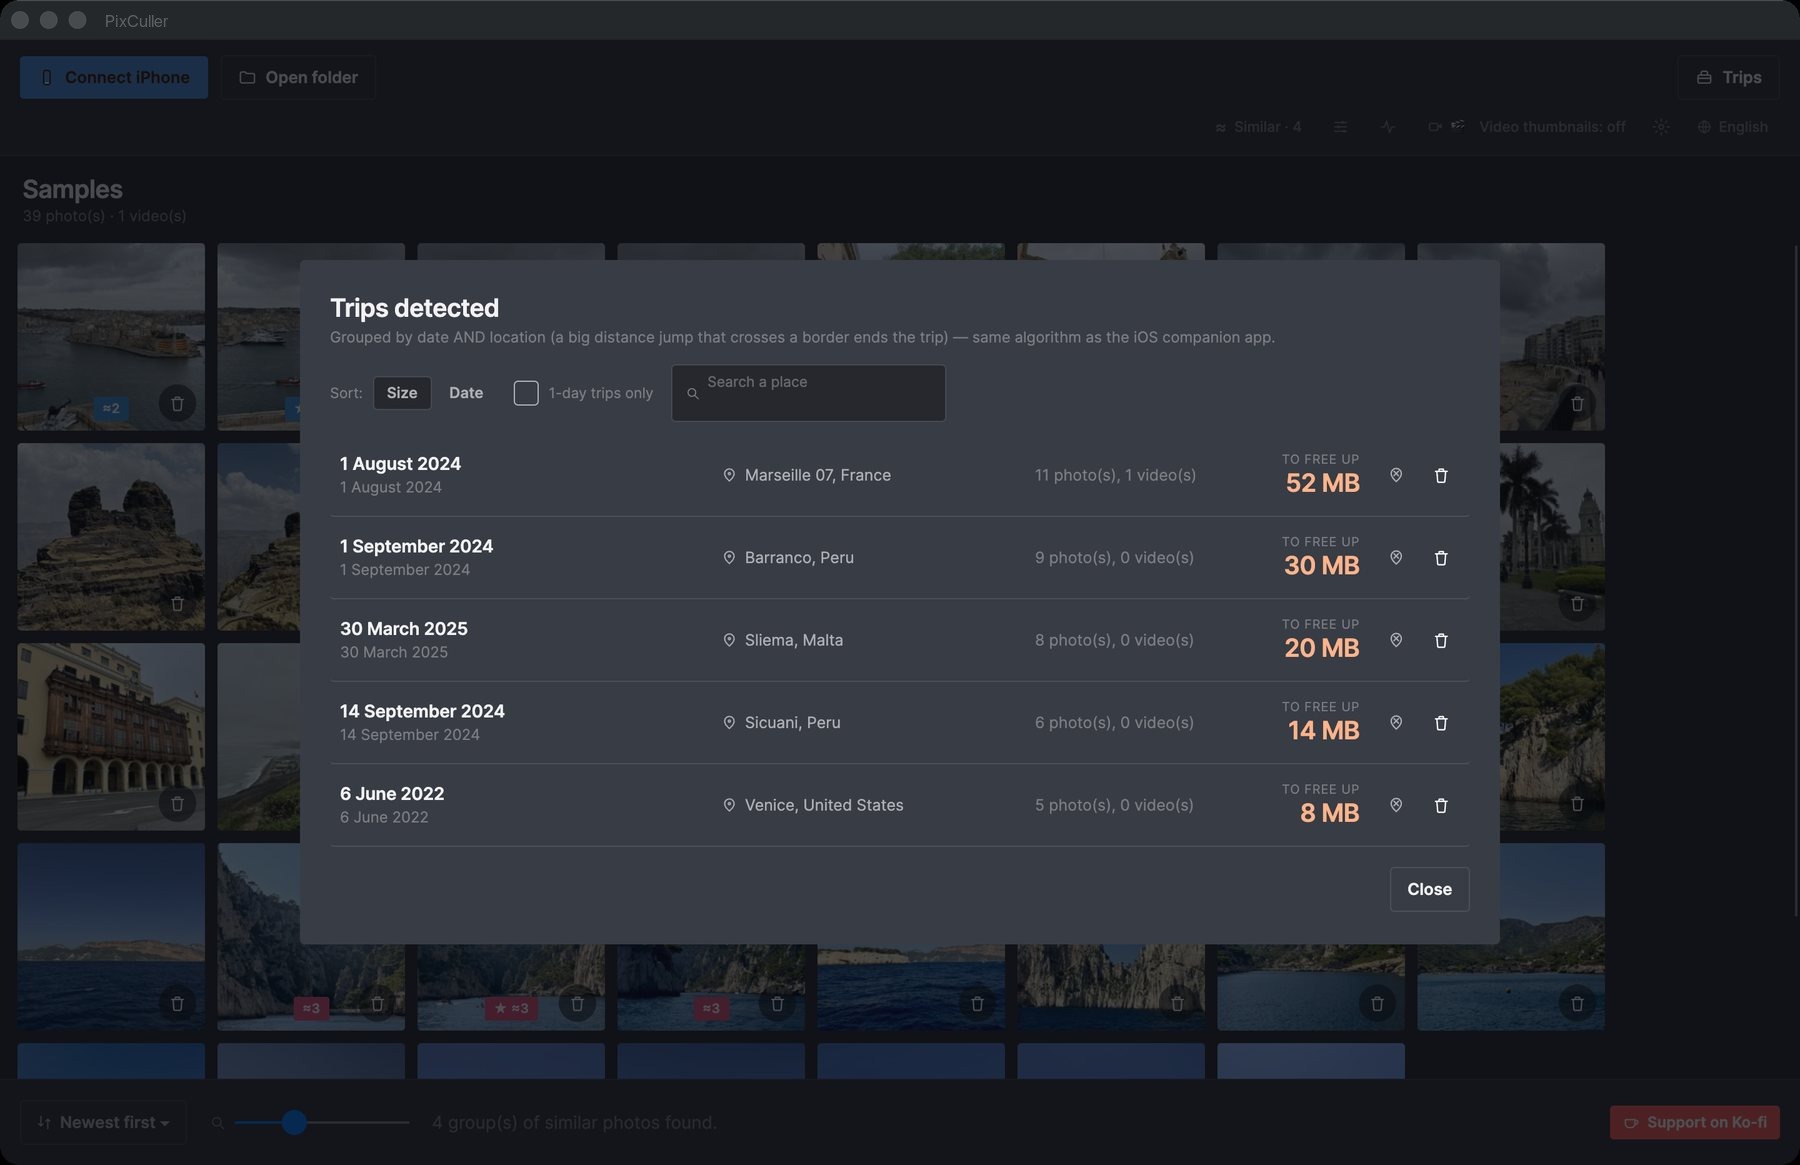 PixCuller
Connect iPhone
Open folder
Trips
≈ Similar · 4
Video thumbnails: off
English
Samples
39 photo(s) · 1 video(s)
≈2
Trips detected
Grouped by date AND location (a big distance jump that crosses a border ends the trip) — same algorithm as the iOS companion app.
Sort: Size Date 1-day trips only Search a place
1 August 2024
1 August 2024
Marseille 07, France
11 photo(s), 1 video(s)
TO FREE UP
52 MB
1 September 2024
1 September 2024
Barranco, Peru
9 photo(s), 0 video(s)
TO FREE UP
30 MB
30 March 2025
30 March 2025
Sliema, Malta
8 photo(s), 0 video(s)
TO FREE UP
20 MB
14 September 2024
14 September 2024
Sicuani, Peru
6 photo(s), 0 video(s)
TO FREE UP
14 MB
6 June 2022
6 June 2022
Venice, United States
5 photo(s), 0 video(s)
TO FREE UP
8 MB
Close
≈3
★ ≈3
≈3
Newest first
4 group(s) of similar photos found.
Support on Ko-fi